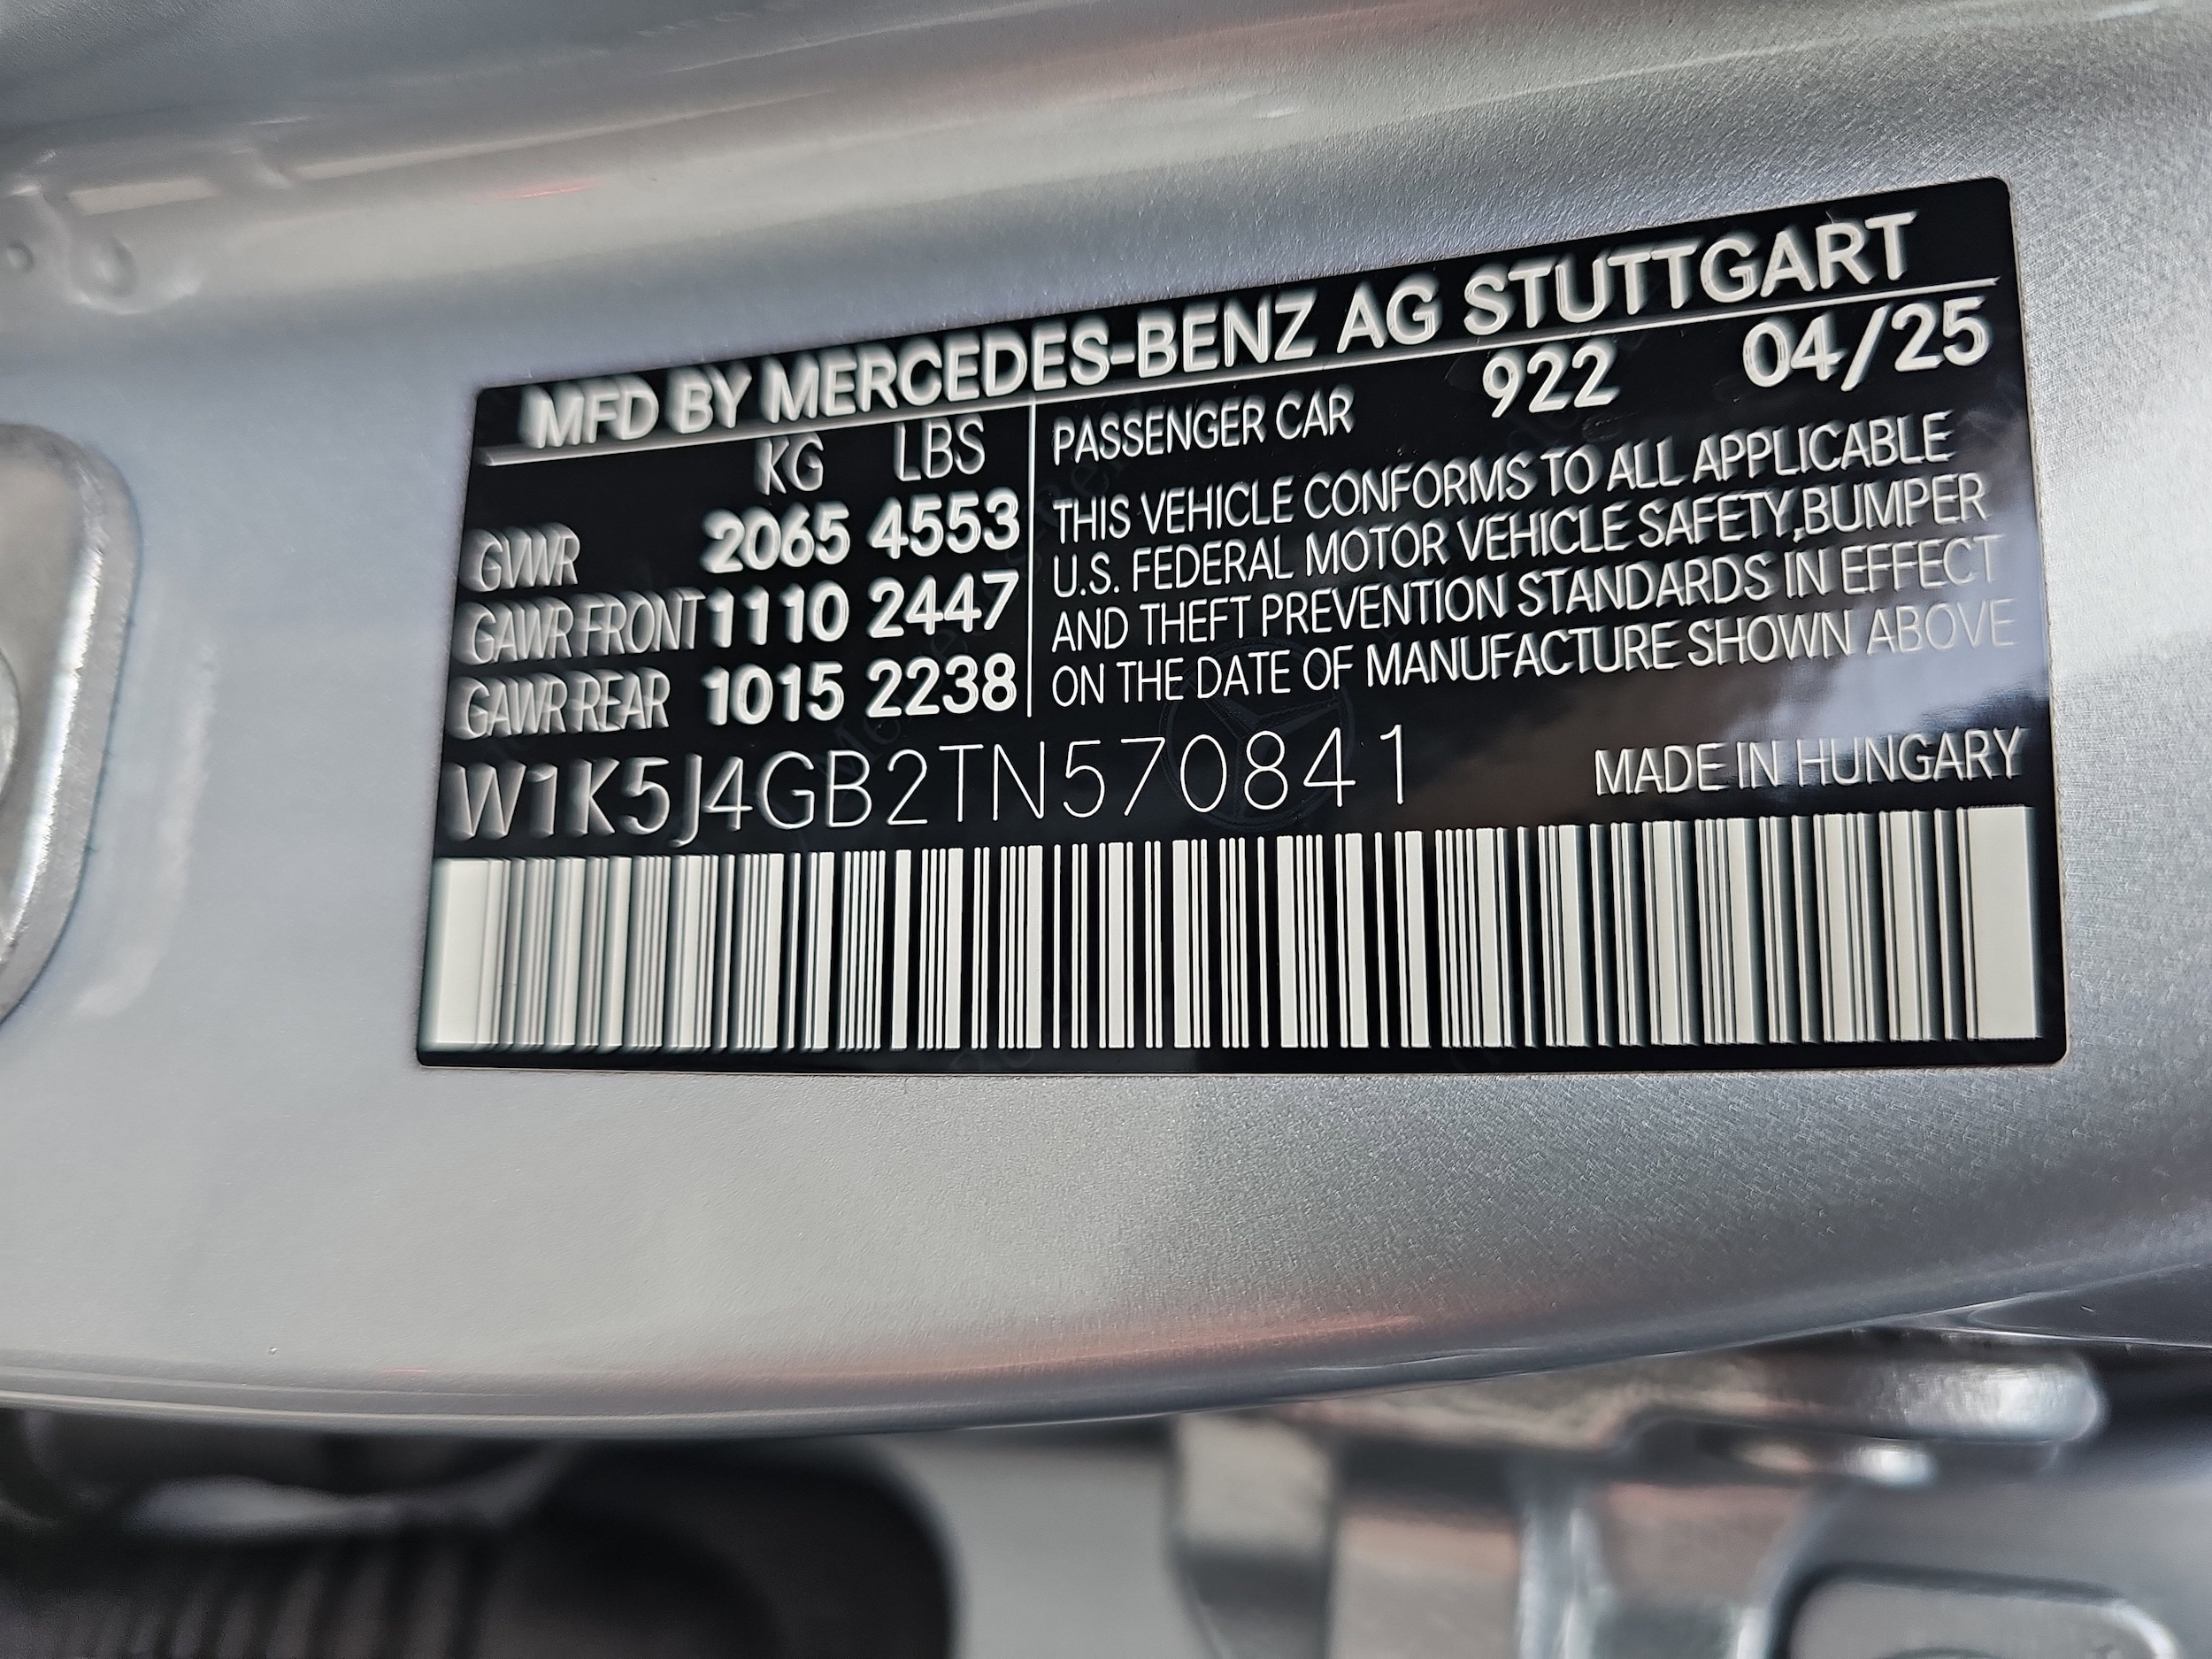 MFD BY MERCEDES-BENZ AG STUTTGART
KG LBS
GVWR 2065 4553
GAWR FRONT 1110 2447
GAWR REAR 1015 2238
PASSENGER CAR 922 04/25
THIS VEHICLE CONFORMS TO ALL APPLICABLE
U.S. FEDERAL MOTOR VEHICLE SAFETY,BUMPER
AND THEFT PREVENTION STANDARDS IN EFFECT
ON THE DATE OF MANUFACTURE SHOWN ABOVE
W1K5J4GB2TN570841 MADE IN HUNGARY